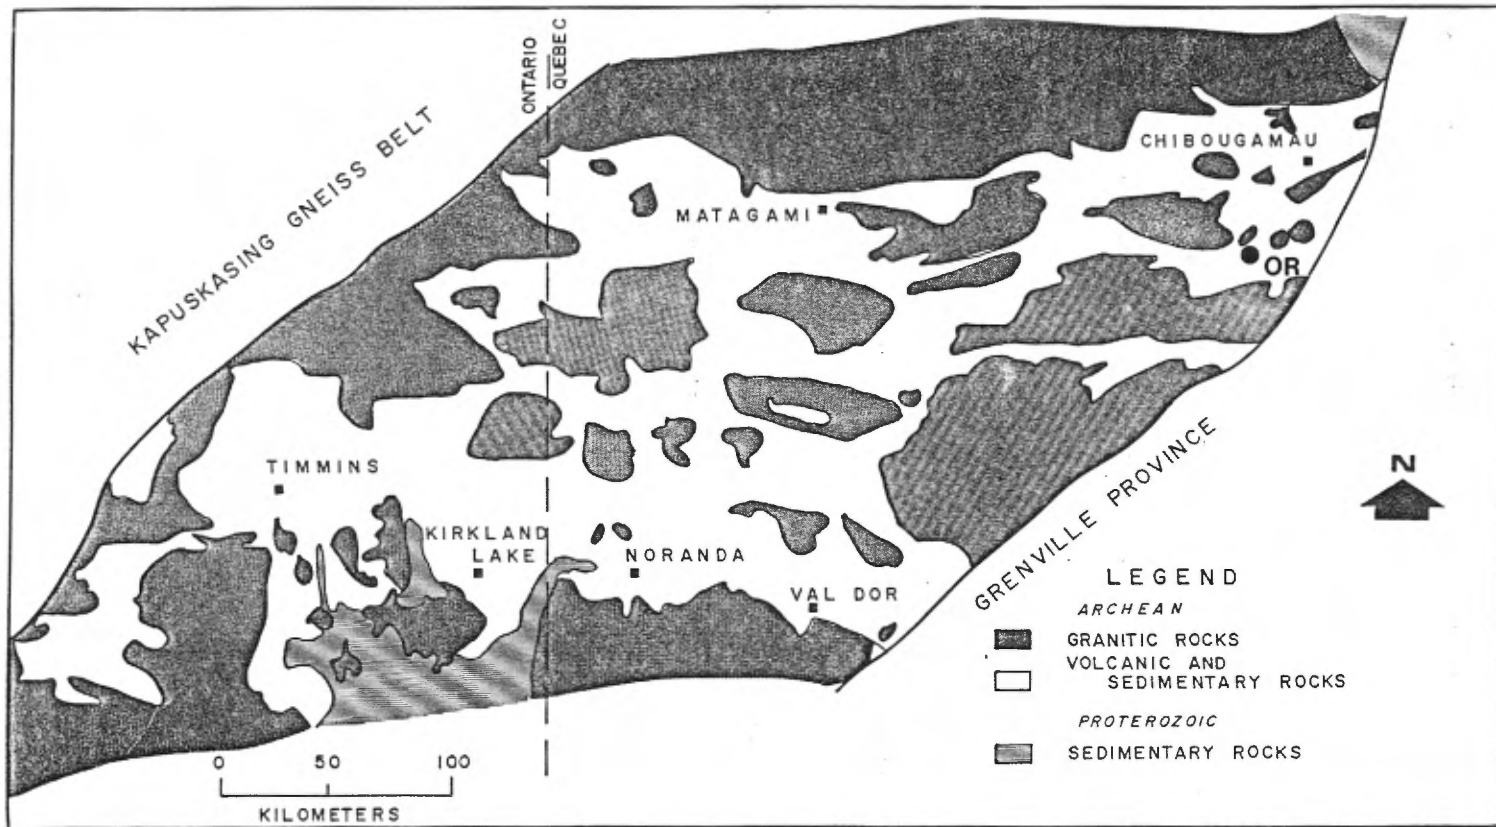 ONTARIO
QUEBEC
KAPUSKASING GNEISS BELT
CHIBOUGAMAU
MATAGAMI
OR
TIMMINS
KIRKLAND
LAKE
NORANDA
VAL DOR
GRENVILLE PROVINCE
N
LEGEND
ARCHEAN
GRANITIC ROCKS
VOLCANIC AND
SEDIMENTARY ROCKS
PROTEROZOIC
SEDIMENTARY ROCKS
0 50 100
KILOMETERS